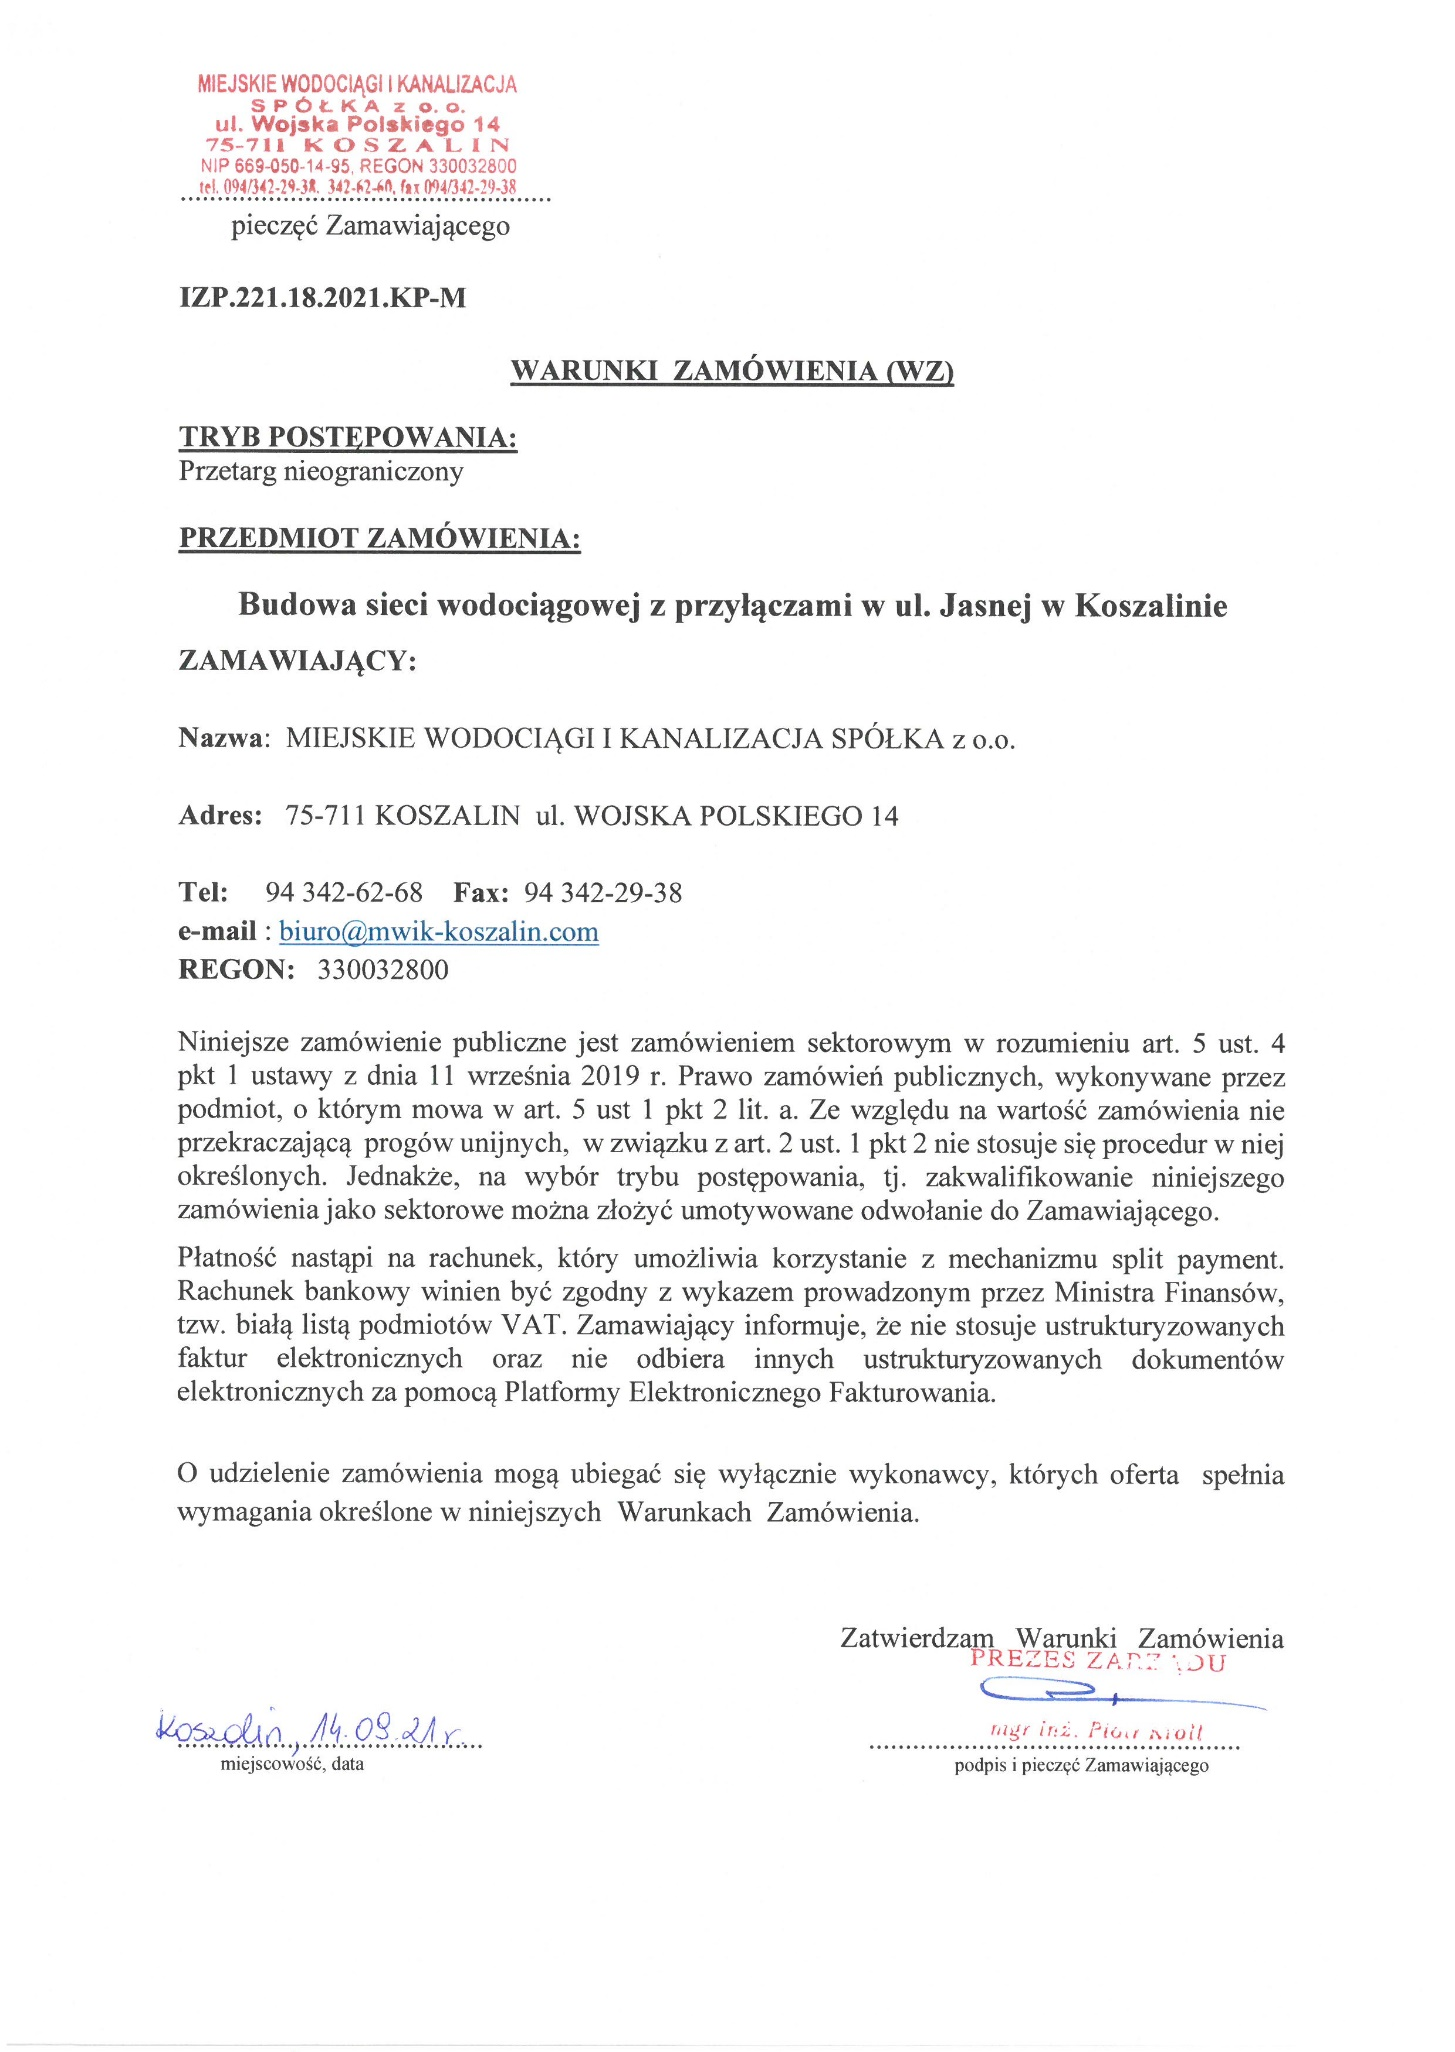 MIEJSKIE WODOCIĄGI I KANALIZACJA
SPÓŁKA z o.o.
ul. Wojska Polskiego 14
75-711 KOSZALIN
NIP 669-050-14-95, REGON 330032800
tel. 094/342-29-38, 342-62-60, fax 094/342-29-38
pieczęć Zamawiającego
IZP.221.18.2021.KP-M
WARUNKI ZAMÓWIENIA (WZ)
TRYB POSTĘPOWANIA:
Przetarg nieograniczony
PRZEDMIOT ZAMÓWIENIA:
Budowa sieci wodociągowej z przyłączami w ul. Jasnej w Koszalinie
ZAMAWIAJĄCY:
Nazwa: MIEJSKIE WODOCIĄGI I KANALIZACJA SPÓŁKA z o.o.
Adres: 75-711 KOSZALIN ul. WOJSKA POLSKIEGO 14
Tel: 94 342-62-68 Fax: 94 342-29-38
e-mail : biuro@mwik-koszalin.com
REGON: 330032800
Niniejsze zamówienie publiczne jest zamówieniem sektorowym w rozumieniu art. 5 ust. 4
pkt 1 ustawy z dnia 11 września 2019 r. Prawo zamówień publicznych, wykonywane przez
podmiot, o którym mowa w art. 5 ust 1 pkt 2 lit. a. Ze względu na wartość zamówienia nie
przekraczającą progów unijnych, w związku z art. 2 ust. 1 pkt 2 nie stosuje się procedur w niej
określonych. Jednakże, na wybór trybu postępowania, tj. zakwalifikowanie niniejszego
zamówienia jako sektorowe można złożyć umotywowane odwołanie do Zamawiającego.
Płatność nastąpi na rachunek, który umożliwia korzystanie z mechanizmu split payment.
Rachunek bankowy winien być zgodny z wykazem prowadzonym przez Ministra Finansów,
tzw. białą listą podmiotów VAT. Zamawiający informuje, że nie stosuje ustrukturyzowanych
faktur elektronicznych oraz nie odbiera innych ustrukturyzowanych dokumentów
elektronicznych za pomocą Platformy Elektronicznego Fakturowania.
O udzielenie zamówienia mogą ubiegać się wyłącznie wykonawcy, których oferta spełnia
wymagania określone w niniejszych Warunkach Zamówienia.
Zatwierdzam Warunki Zamówienia
PREZES ZARZĄDU
mgr inż. Piotr
Koszalin, 14.09.21r.
miejscowość, data
podpis i pieczęć Zamawiającego